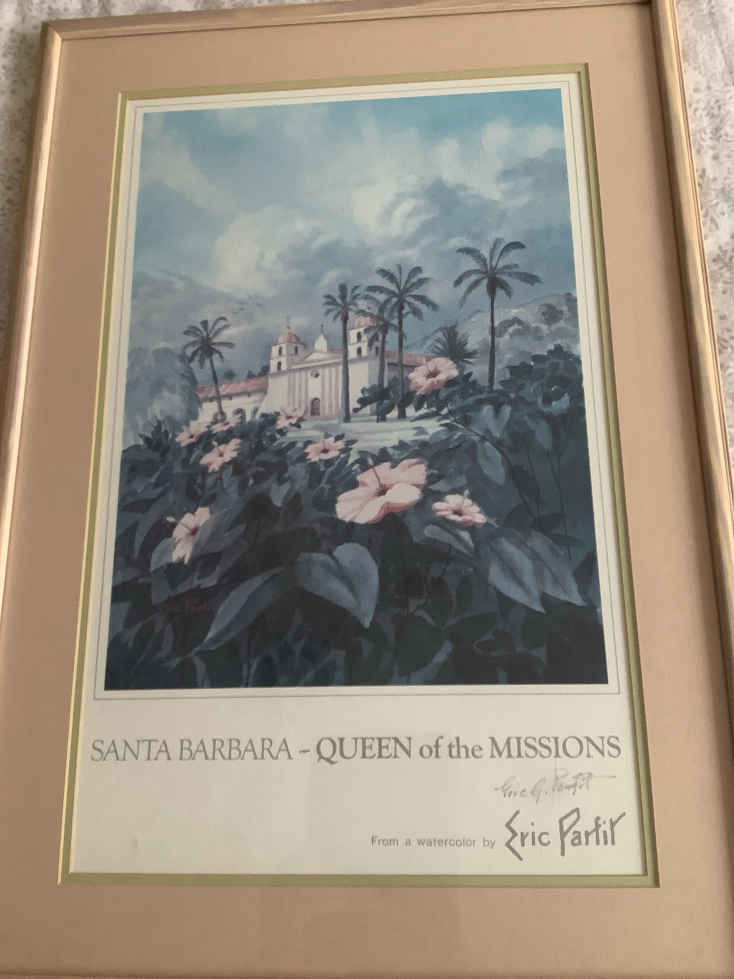 SANTA BARBARA - QUEEN of the MISSIONS
Eric G. Parfit
From a watercolor by Eric Parfit